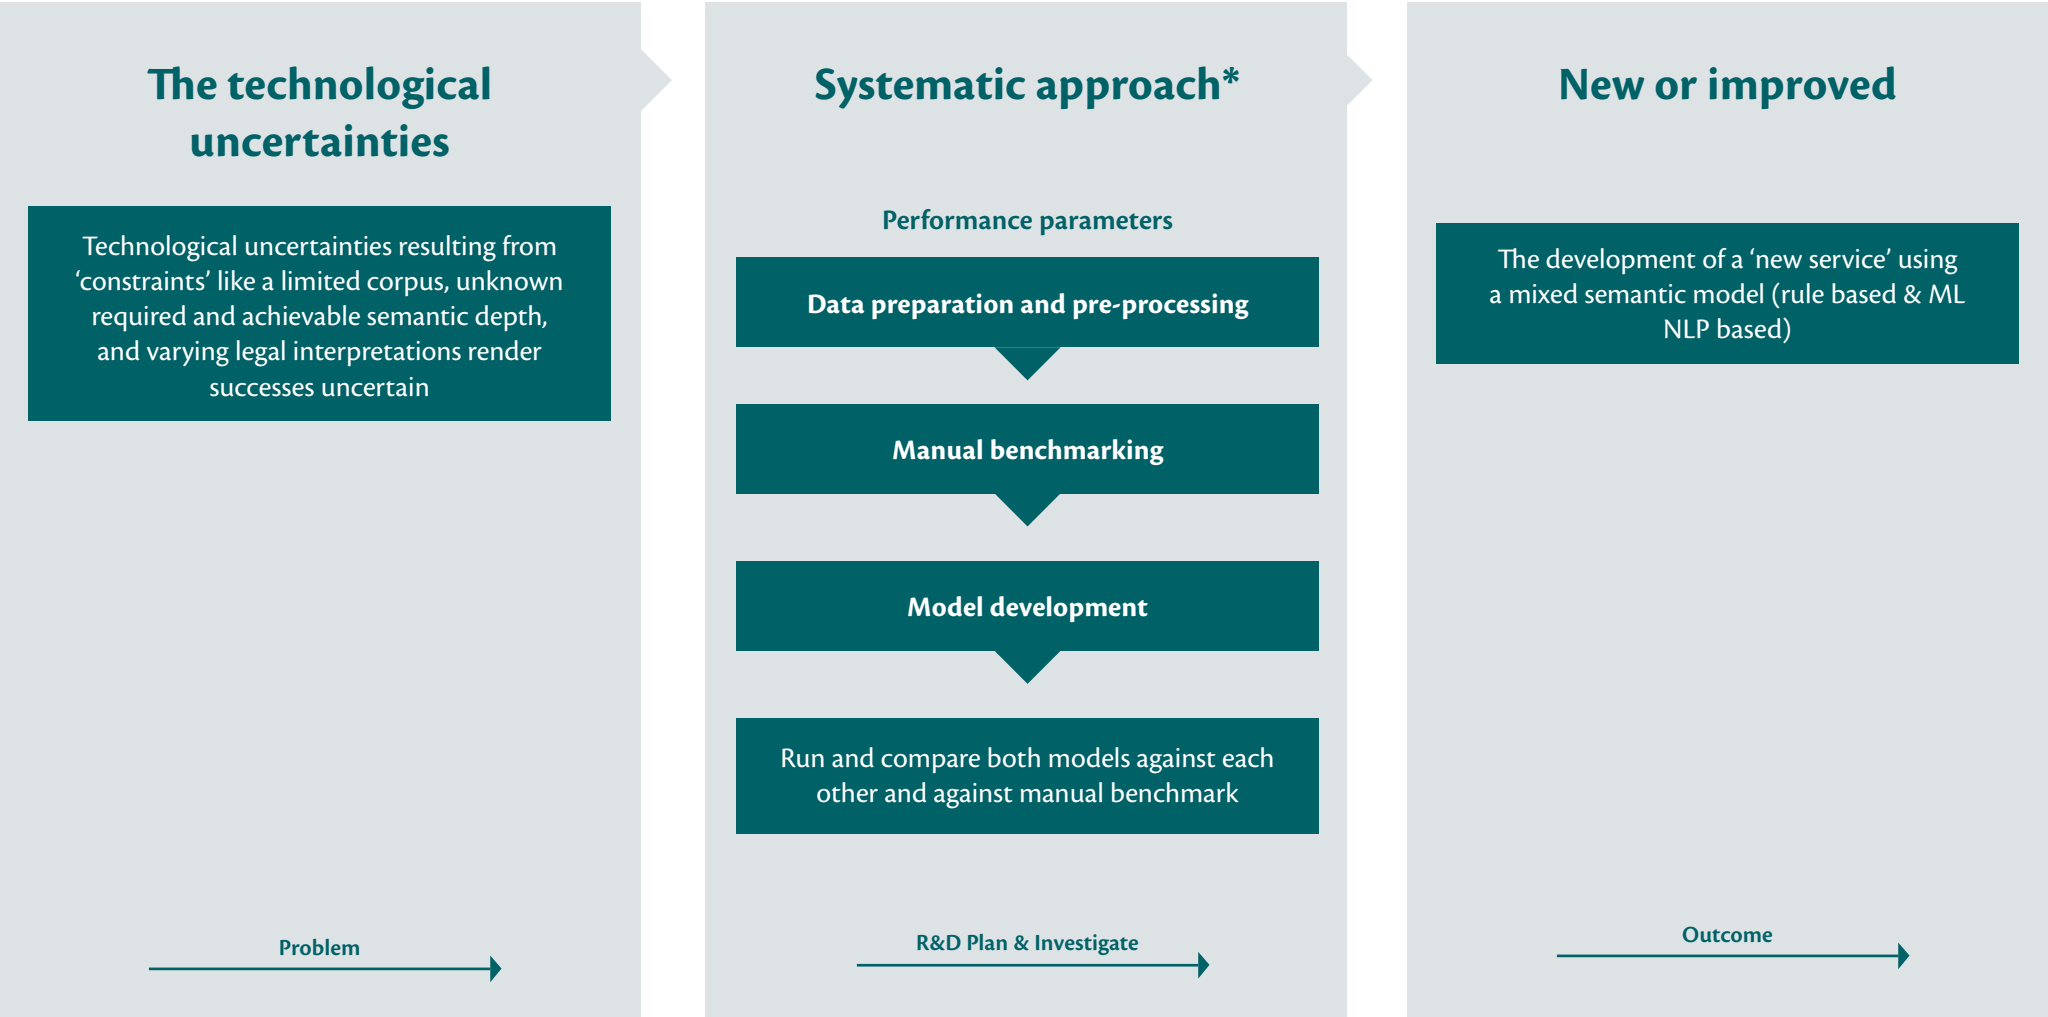 The technological
uncertainties
Technological uncertainties resulting from
‘constraints’ like a limited corpus, unknown
required and achievable semantic depth,
and varying legal interpretations render
successes uncertain
Problem
Systematic approach*
Performance parameters
Data preparation and pre-processing
Manual benchmarking
Model development
Run and compare both models against each
other and against manual benchmark
R&D Plan & Investigate
New or improved
The development of a ‘new service’ using
a mixed semantic model (rule based & ML
NLP based)
Outcome